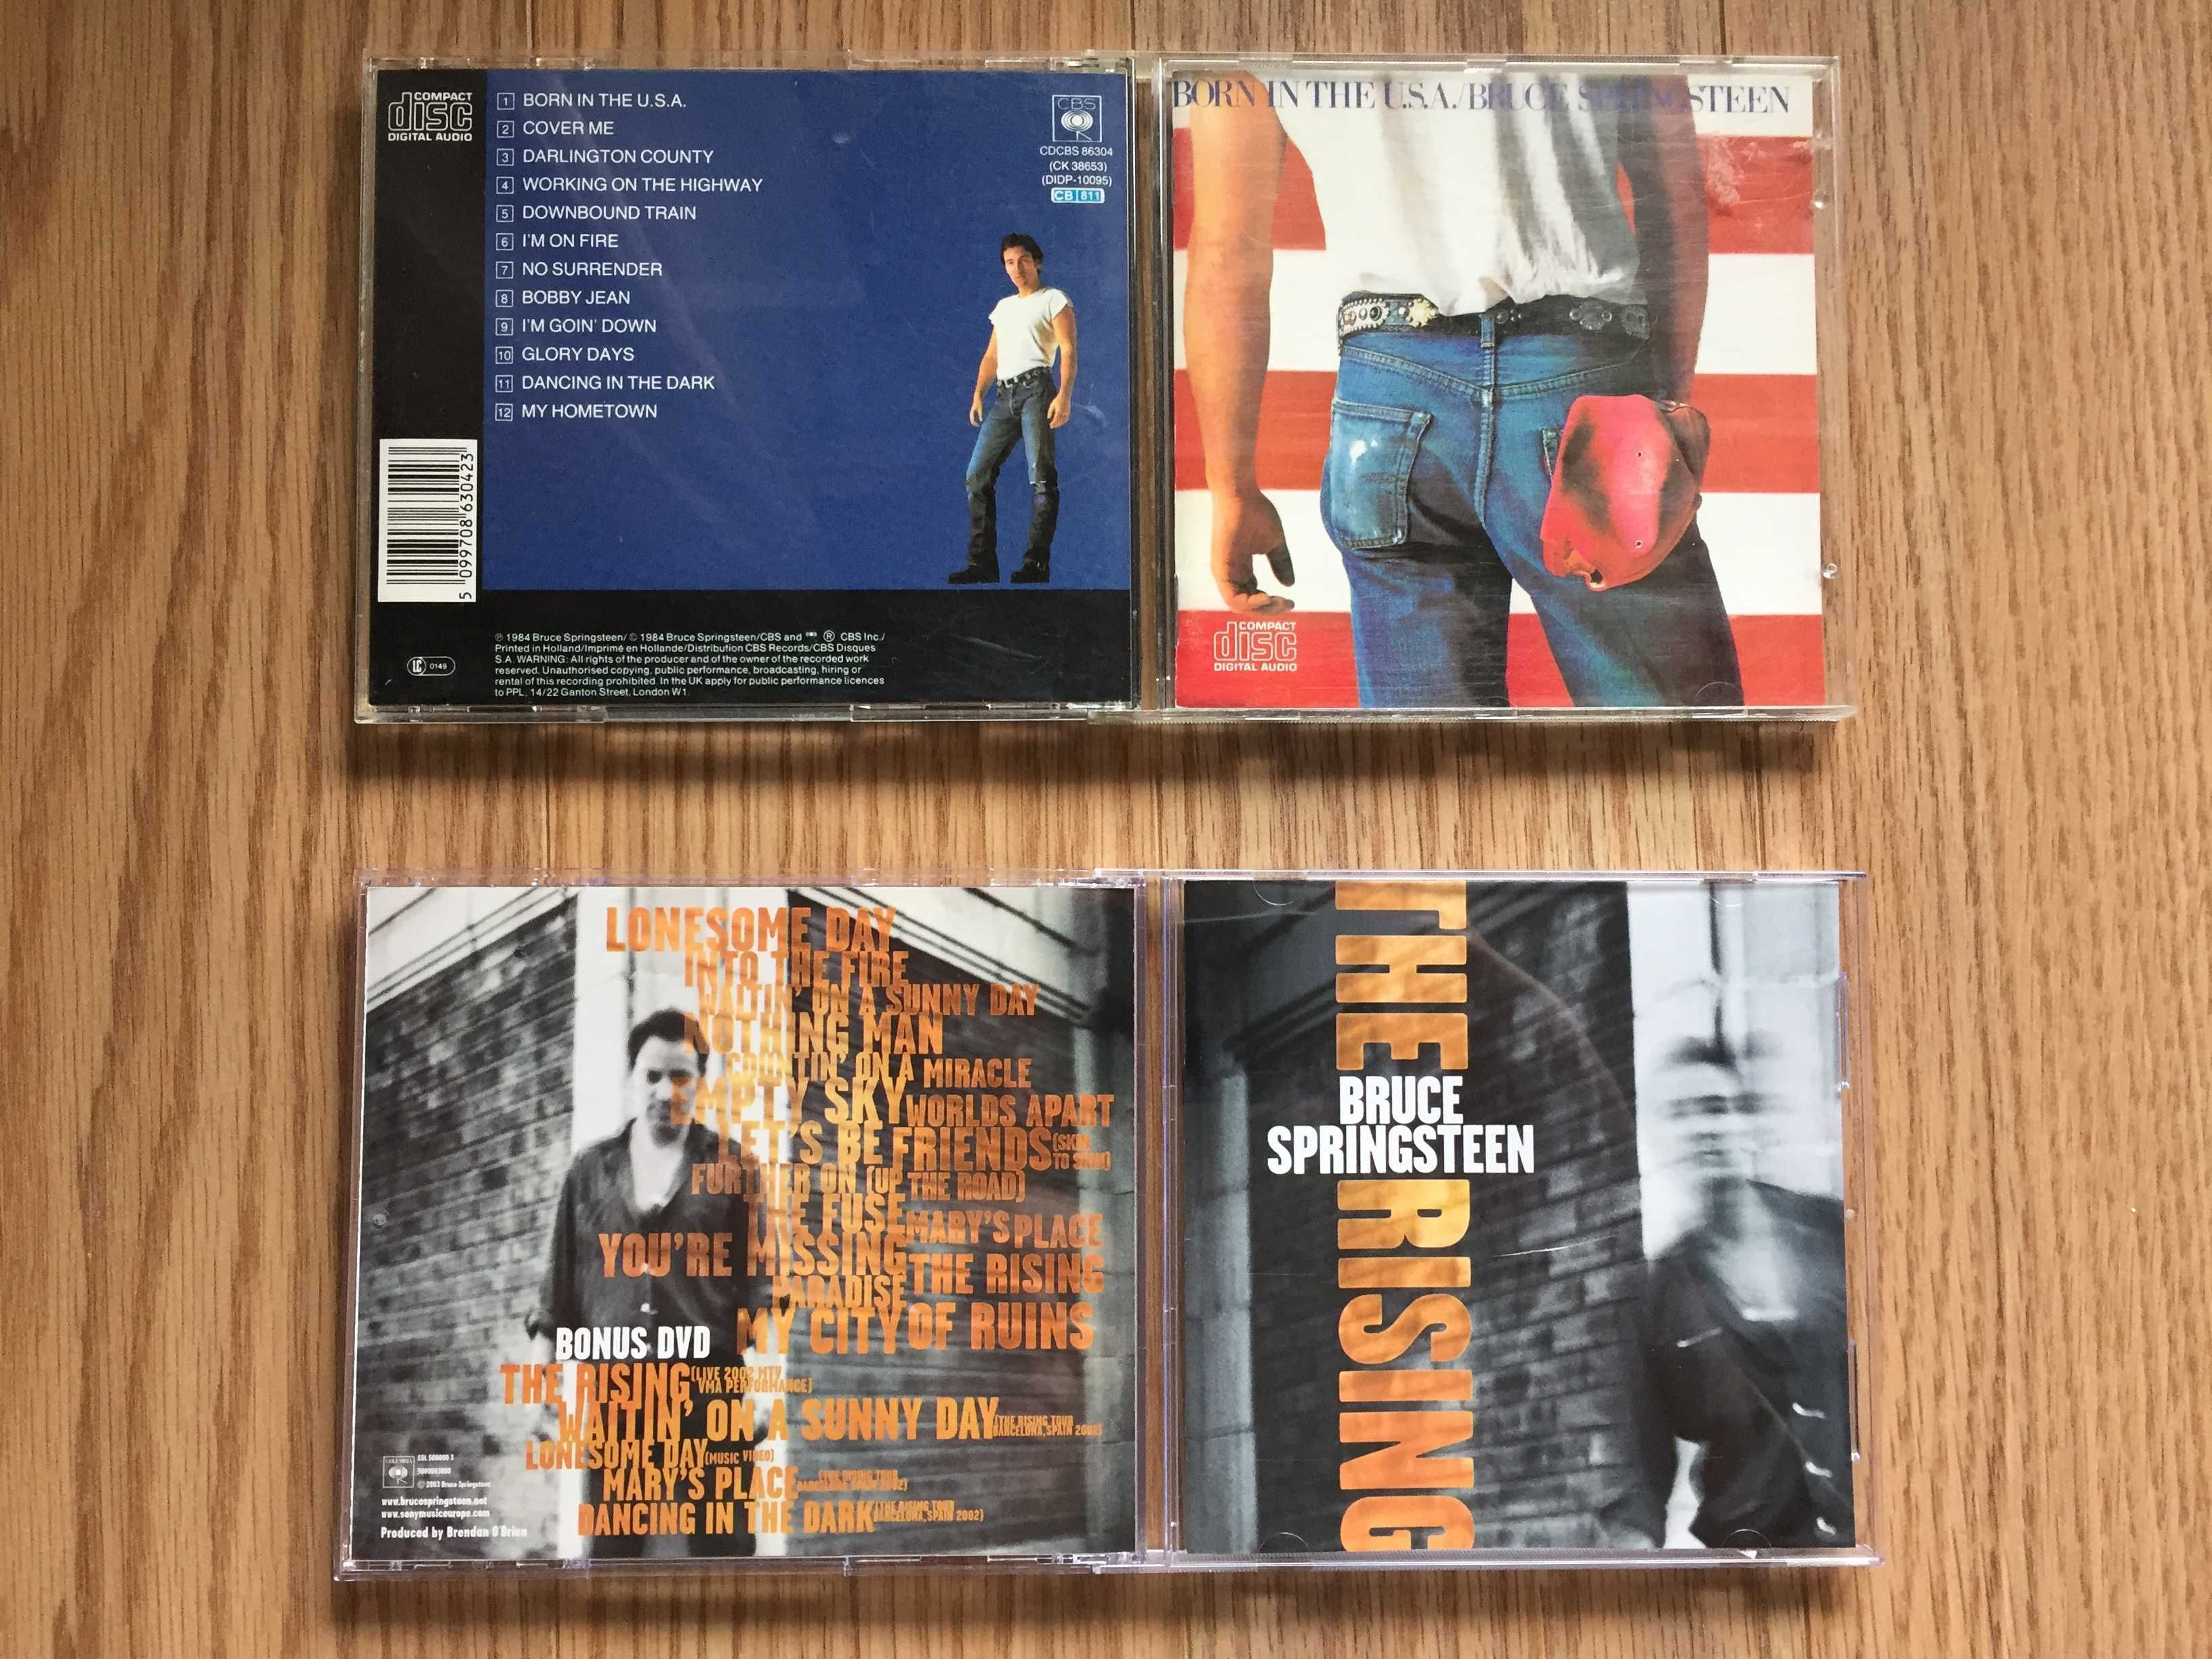 COMPACT
disc
DIGITAL AUDIO
1 BORN IN THE U.S.A.
2 COVER ME
3 DARLINGTON COUNTY
4 WORKING ON THE HIGHWAY
5 DOWNBOUND TRAIN
6 I'M ON FIRE
7 NO SURRENDER
8 BOBBY JEAN
9 I'M GOIN' DOWN
10 GLORY DAYS
11 DANCING IN THE DARK
12 MY HOMETOWN
CBS
CDCBS 86304
(CK 38653)
(DIDP-10095)
CB 811
5 099708 630423
LC 0149
℗ 1984 Bruce Springsteen/ © 1984 Bruce Springsteen/CBS and ® CBS Inc./
Printed in Holland/Imprimé en Hollande/Distribution CBS Records/CBS Disques
S.A. WARNING: All rights of the producer and of the owner of the recorded work
reserved. Unauthorised copying, public performance, broadcasting, hiring or
rental of this recording prohibited. In the UK apply for public performance licences
to PPL, 14/22 Ganton Street, London W1.
BORN IN THE U.S.A./BRUCE SPRINGSTEEN
COMPACT
disc
DIGITAL AUDIO
LONESOME DAY
INTO THE FIRE
WAITIN' ON A SUNNY DAY
NOTHING MAN
COUNTIN' ON A MIRACLE
EMPTY SKY WORLDS APART
LET'S BE FRIENDS (SKIN
TO SKIN)
FURTHER ON (UP THE ROAD)
THE FUSE MARY'S PLACE
YOU'RE MISSING THE RISING
PARADISE
MY CITY OF RUINS
BONUS DVD
THE RISING (LIVE 2002 MTV
VMA PERFORMANCE)
WAITIN' ON A SUNNY DAY (THE RISING TOUR
BARCELONA, SPAIN 2002)
LONESOME DAY (MUSIC VIDEO)
MARY'S PLACE (THE RISING TOUR
BARCELONA, SPAIN 2002)
DANCING IN THE DARK (THE RISING TOUR
BARCELONA, SPAIN 2002)
COLUMBIA
© 2003 Bruce Springsteen
www.brucespringsteen.net
www.sonymusiceurope.com
Produced by Brendan O'Brien
THE RISING
BRUCE
SPRINGSTEEN